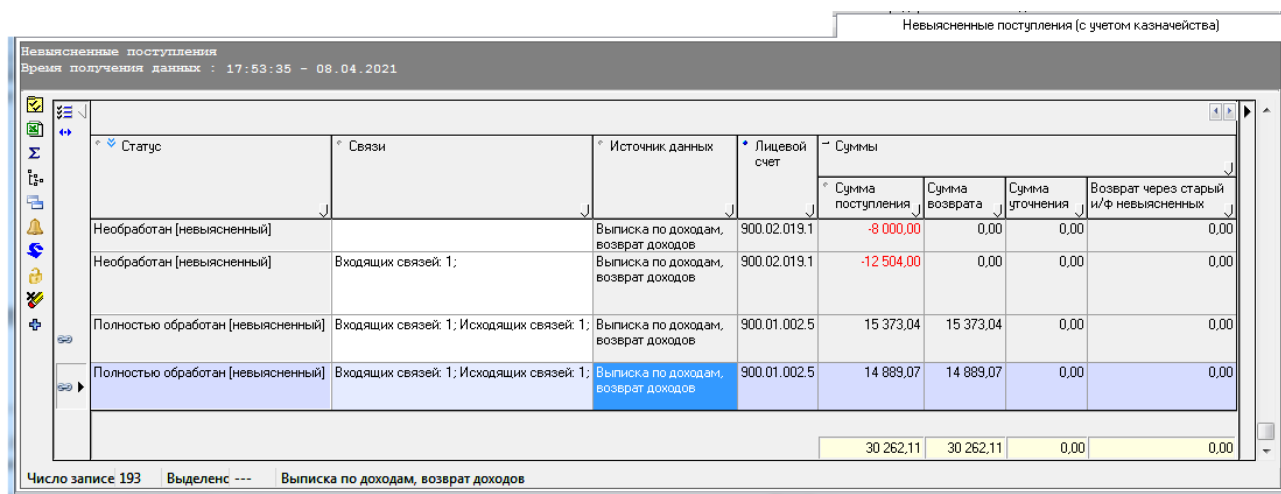 Невыясненные поступления (с учетом казначейства)
Невыясненные поступления
Время получения данных : 17:53:35 - 08.04.2021
Статус
Связи
Источник данных
Лицевой
счет
Суммы
Сумма
поступления
Сумма
возврата
Сумма
уточнения
Возврат через старый
и/ф невыясненных
Необработан [невыясненный]
Выписка по доходам,
возврат доходов
900.02.019.1
-8 000,00
0,00
0,00
0,00
Необработан [невыясненный]
Входящих связей: 1;
Выписка по доходам,
возврат доходов
900.02.019.1
-12 504,00
0,00
0,00
0,00
Полностью обработан [невыясненный]
Входящих связей: 1; Исходящих связей: 1;
Выписка по доходам,
возврат доходов
900.01.002.5
15 373,04
15 373,04
0,00
0,00
Полностью обработан [невыясненный]
Входящих связей: 1; Исходящих связей: 1;
Выписка по доходам,
возврат доходов
900.01.002.5
14 889,07
14 889,07
0,00
0,00
30 262,11
30 262,11
0,00
0,00
Число записе 193 Выделенс --- Выписка по доходам, возврат доходов